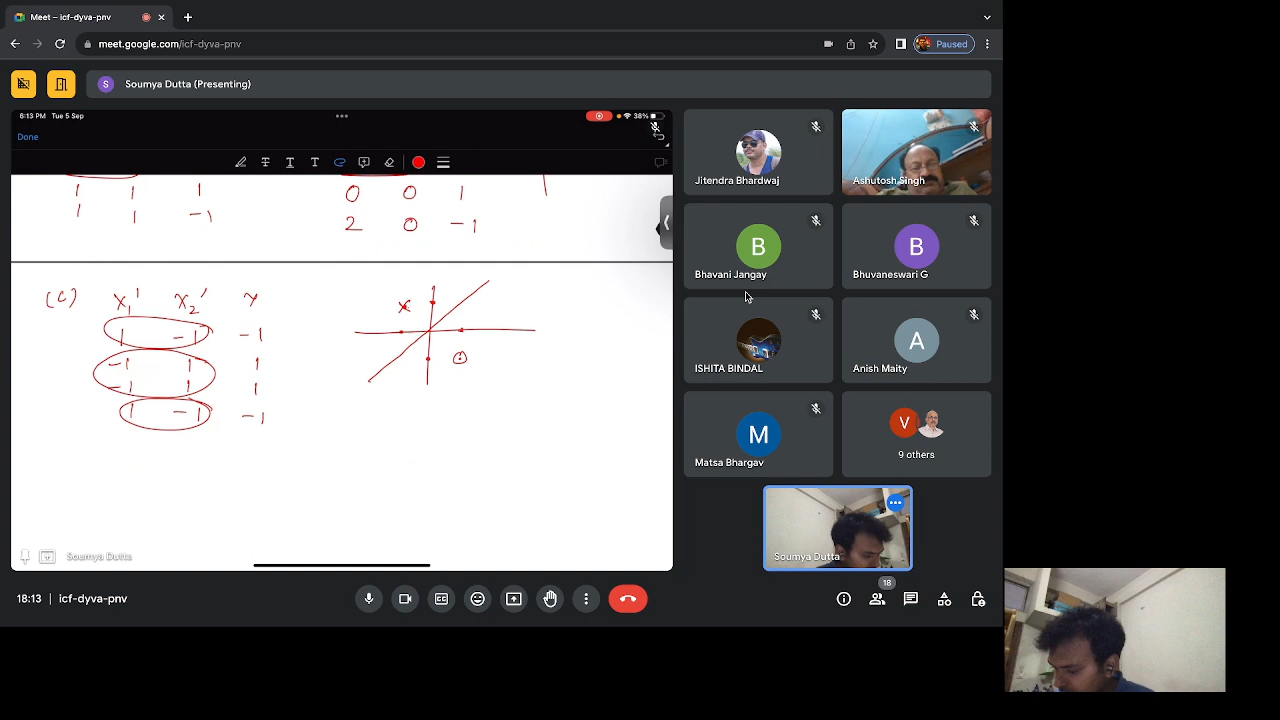 Meet – icf-dyva-pnv
meet.google.com/icf-dyva-pnv
Paused
S Soumya Dutta (Presenting)
6:13 PM Tue 5 Sep
38%
Done
T T
1 1 1
1 1 -1
0 0 1
2 0 -1
(c) x1' x2' y
1 -1 -1
-1 1 1
-1 1 1
1 -1 -1
Soumya Dutta
Jitendra Bhardwaj
Ashutosh Singh
B
Bhavani Jangay
B
Bhuvaneswari G
ISHITA BINDAL
A
Anish Maity
M
Matsa Bhargav
V
9 others
Soumya Dutta
18:13 | icf-dyva-pnv
18